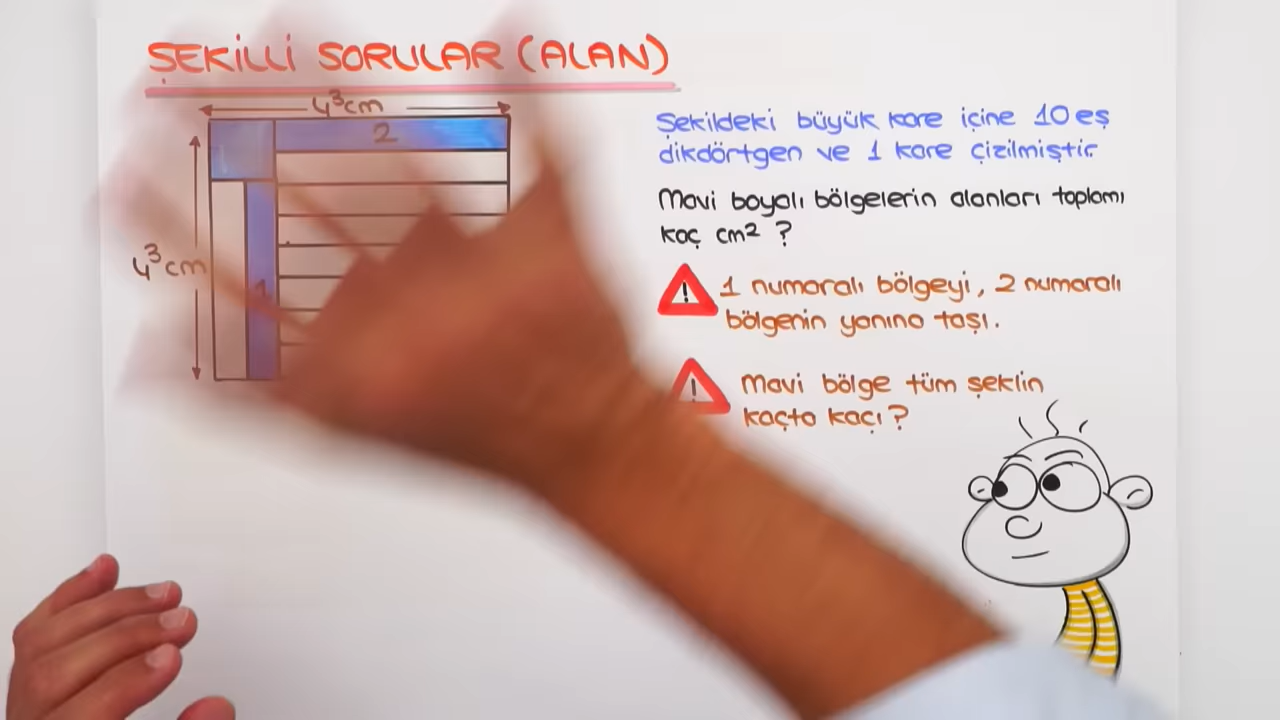 ŞEKİLLİ SORULAR (ALAN)
4³cm
2
4³cm
1
Şekildeki büyük kare içine 10 eş
dikdörtgen ve 1 kare çizilmiştir.
Mavi boyalı bölgelerin alanları toplamı
kaç cm² ?
! 1 numaralı bölgeyi, 2 numaralı
bölgenin yanına taşı.
! Mavi bölge tüm şeklin
kaçta kaçı?